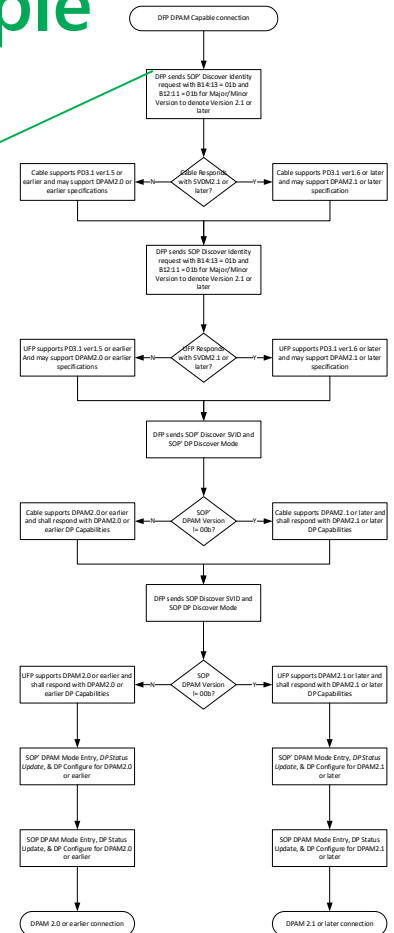 ple
DFP DPAM Capable connection
DFP sends SOP' Discover Identity
request with B14:13 = 01b and
B12:11 = 01b for Major/Minor
Version to denote Version 2.1 or
later
Cable supports PD3.1 ver1.5 or
earlier and may support DPAM2.0 or
earlier specifications
N
Cable Responds
with SVDM2.1 or
later?
Y
Cable supports PD3.1 ver1.6 or later
and may support DPAM2.1 or later
specification
DFP sends SOP Discover Identity
request with B14:13 = 01b and
B12:11 = 01b for Major/Minor
Version to denote Version 2.1 or
later
UFP supports PD3.1 ver1.5 or earlier
And may support DPAM2.0 or earlier
specifications
N
UFP Responds
with SVDM2.1 or
later?
Y
UFP supports PD3.1 ver1.6 or later
and may support DPAM2.1 or later
specification
DFP sends SOP' Discover SVID and
SOP' DP Discover Mode
Cable supports DPAM2.0 or earlier
and shall respond with DPAM2.0 or
earlier DP Capabilities
N
SOP'
DPAM Version
!= 00b?
Y
Cable supports DPAM2.1 or later and
shall respond with DPAM2.1 or later
DP Capabilities
DFP sends SOP Discover SVID and
SOP DP Discover Mode
UFP supports DPAM2.0 or earlier and
shall respond with DPAM2.0 or
earlier DP Capabilities
N
SOP
DPAM Version
!= 00b?
Y
UFP supports DPAM2.1 or later and
shall respond with DPAM2.1 or later
DP Capabilities
SOP' DPAM Mode Entry, DP Status
Update, & DP Configure for DPAM2.0
or earlier
SOP' DPAM Mode Entry, DP Status
Update, & DP Configure for DPAM2.1
or later
SOP DPAM Mode Entry, DP Status
Update, & DP Configure for DPAM2.0
or earlier
SOP DPAM Mode Entry, DP Status
Update, & DP Configure for DPAM2.1
or later
DPAM 2.0 or earlier connection
DPAM 2.1 or later connection